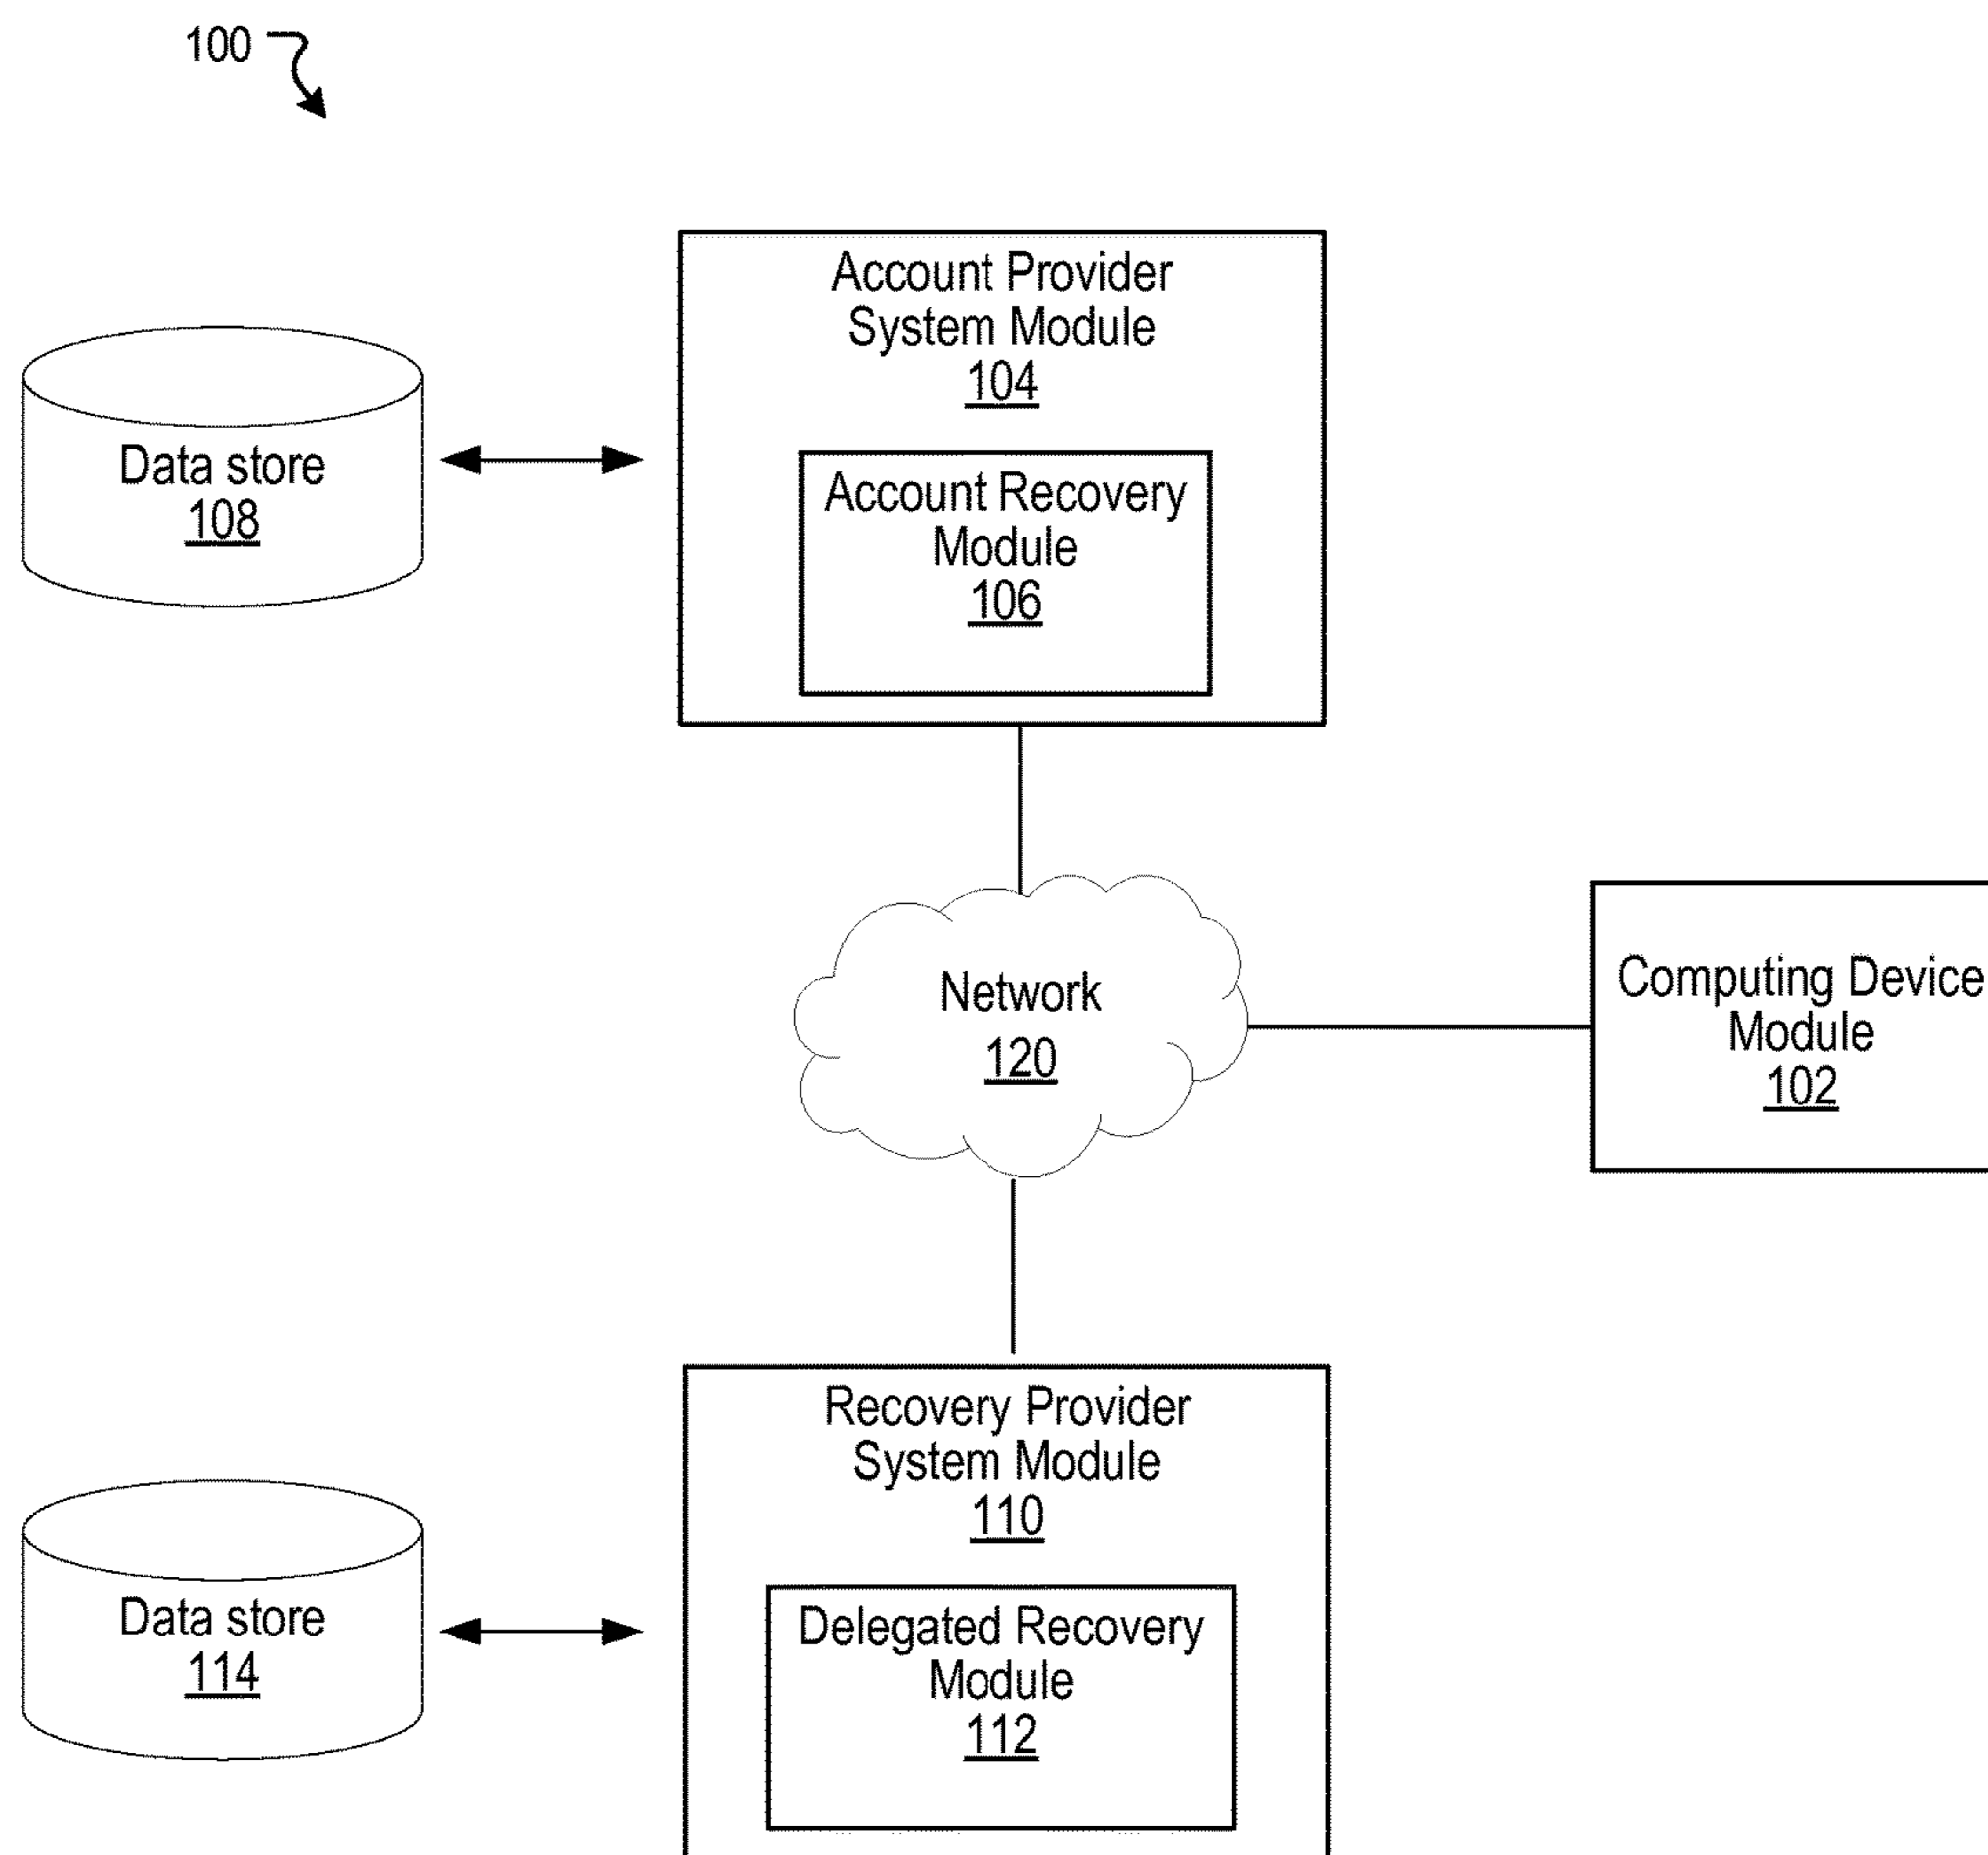 100
Account Provider
System Module
104
Data store
108
Account Recovery
Module
106
Network
120
Computing Device
Module
102
Recovery Provider
System Module
110
Data store
114
Delegated Recovery
Module
112